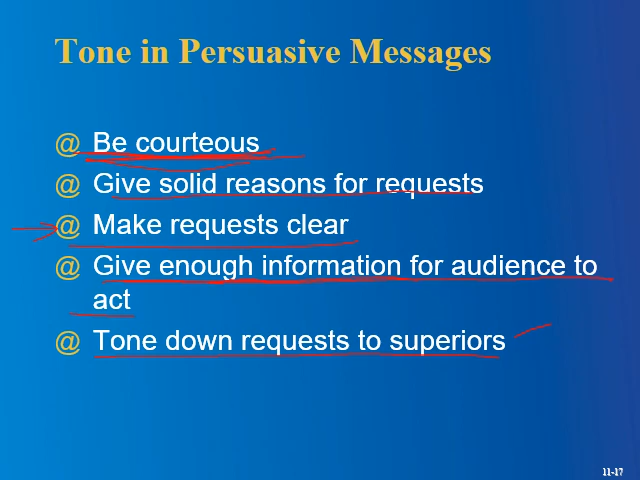 Tone in Persuasive Messages
@ Be courteous
@ Give solid reasons for requests
@ Make requests clear
@ Give enough information for audience to
act
@ Tone down requests to superiors
11-17